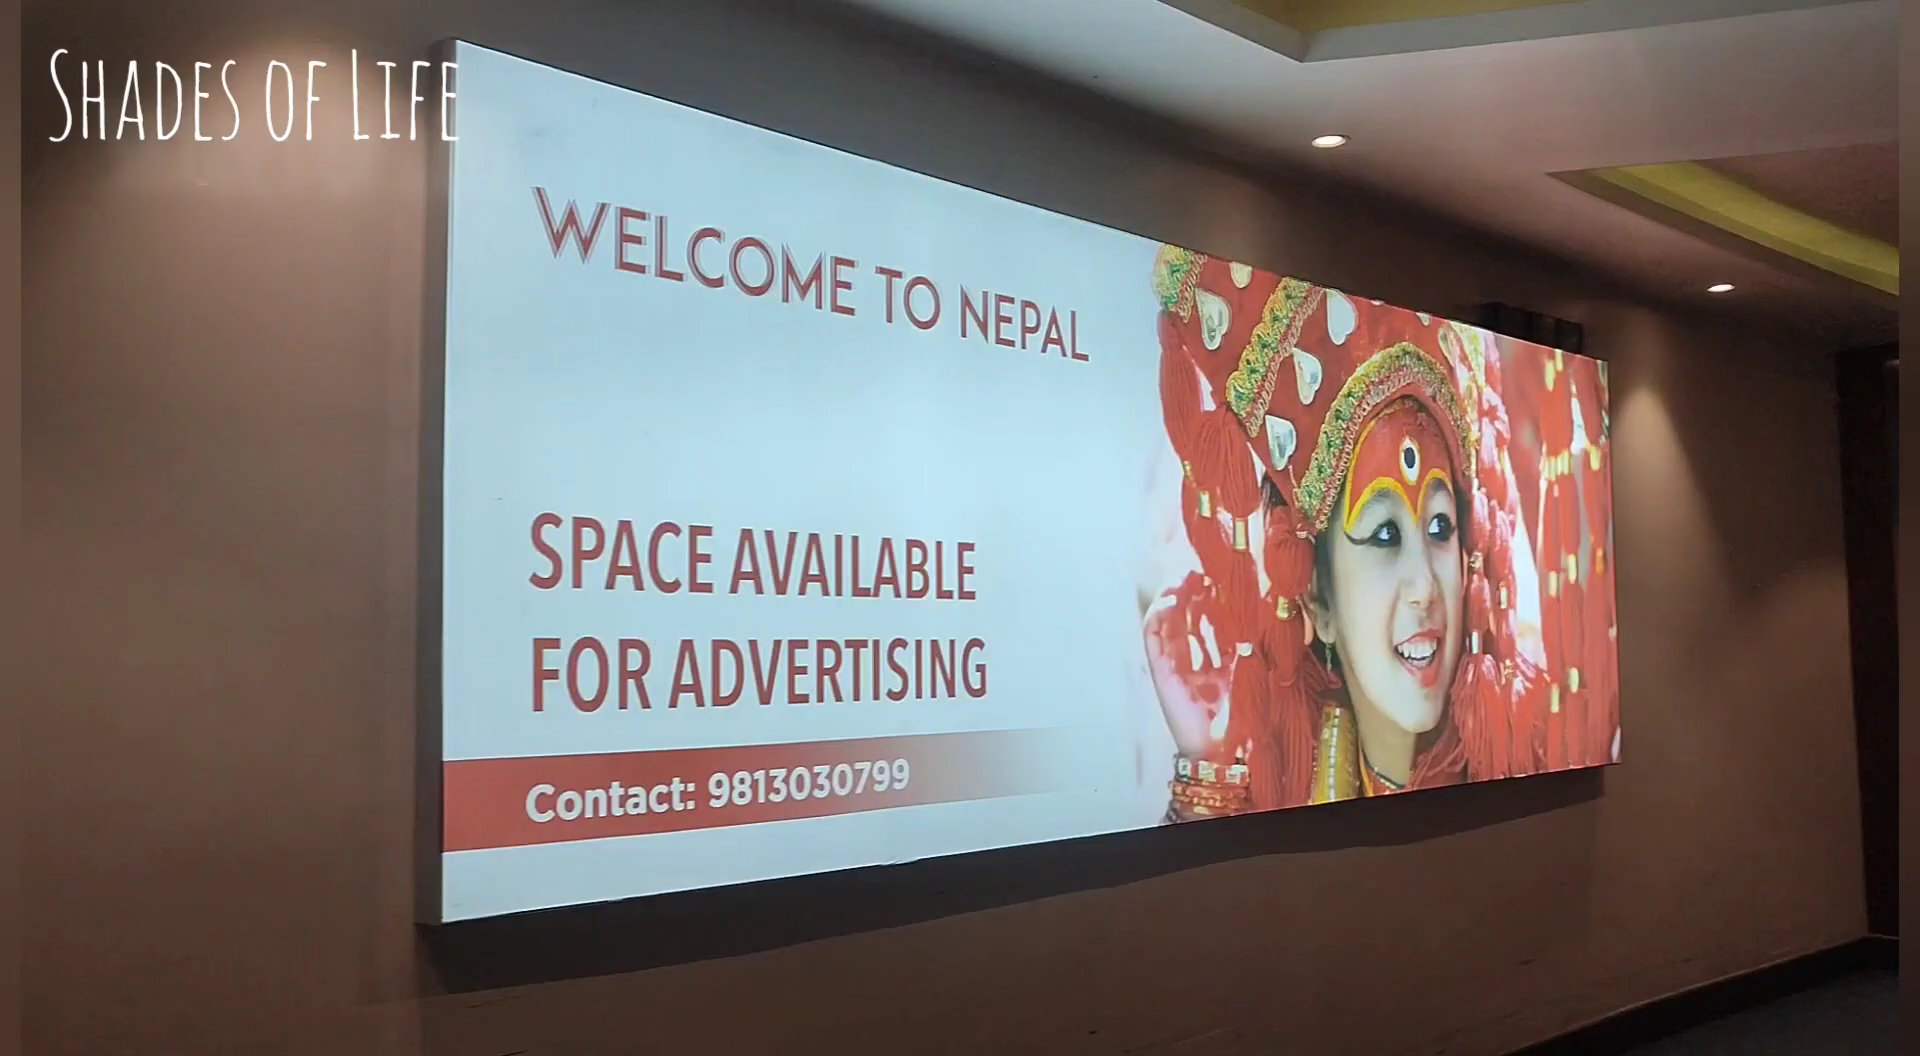 SHADES OF LIFE
WELCOME TO NEPAL
SPACE AVAILABLE
FOR ADVERTISING
Contact: 9813030799